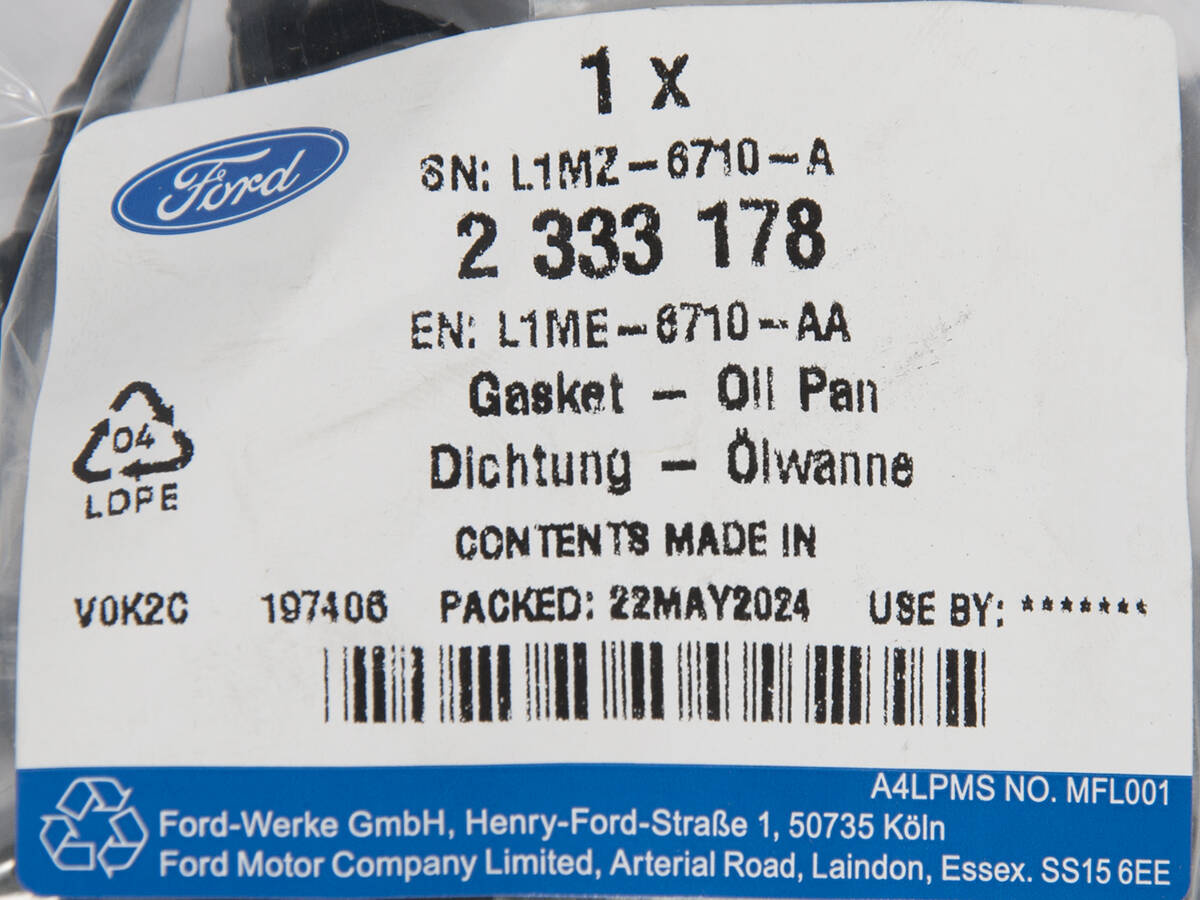 1 x
Ford
SN: L1MZ-6710-A
2 333 178
EN: L1ME-6710-AA
Gasket - Oil Pan
Dichtung - Ölwanne
04
LDPE
CONTENTS MADE IN
V0K2C 197406 PACKED: 22MAY2024 USE BY: *******
A4LPMS NO. MFL001
Ford-Werke GmbH, Henry-Ford-Straße 1, 50735 Köln
Ford Motor Company Limited, Arterial Road, Laindon, Essex. SS15 6EE